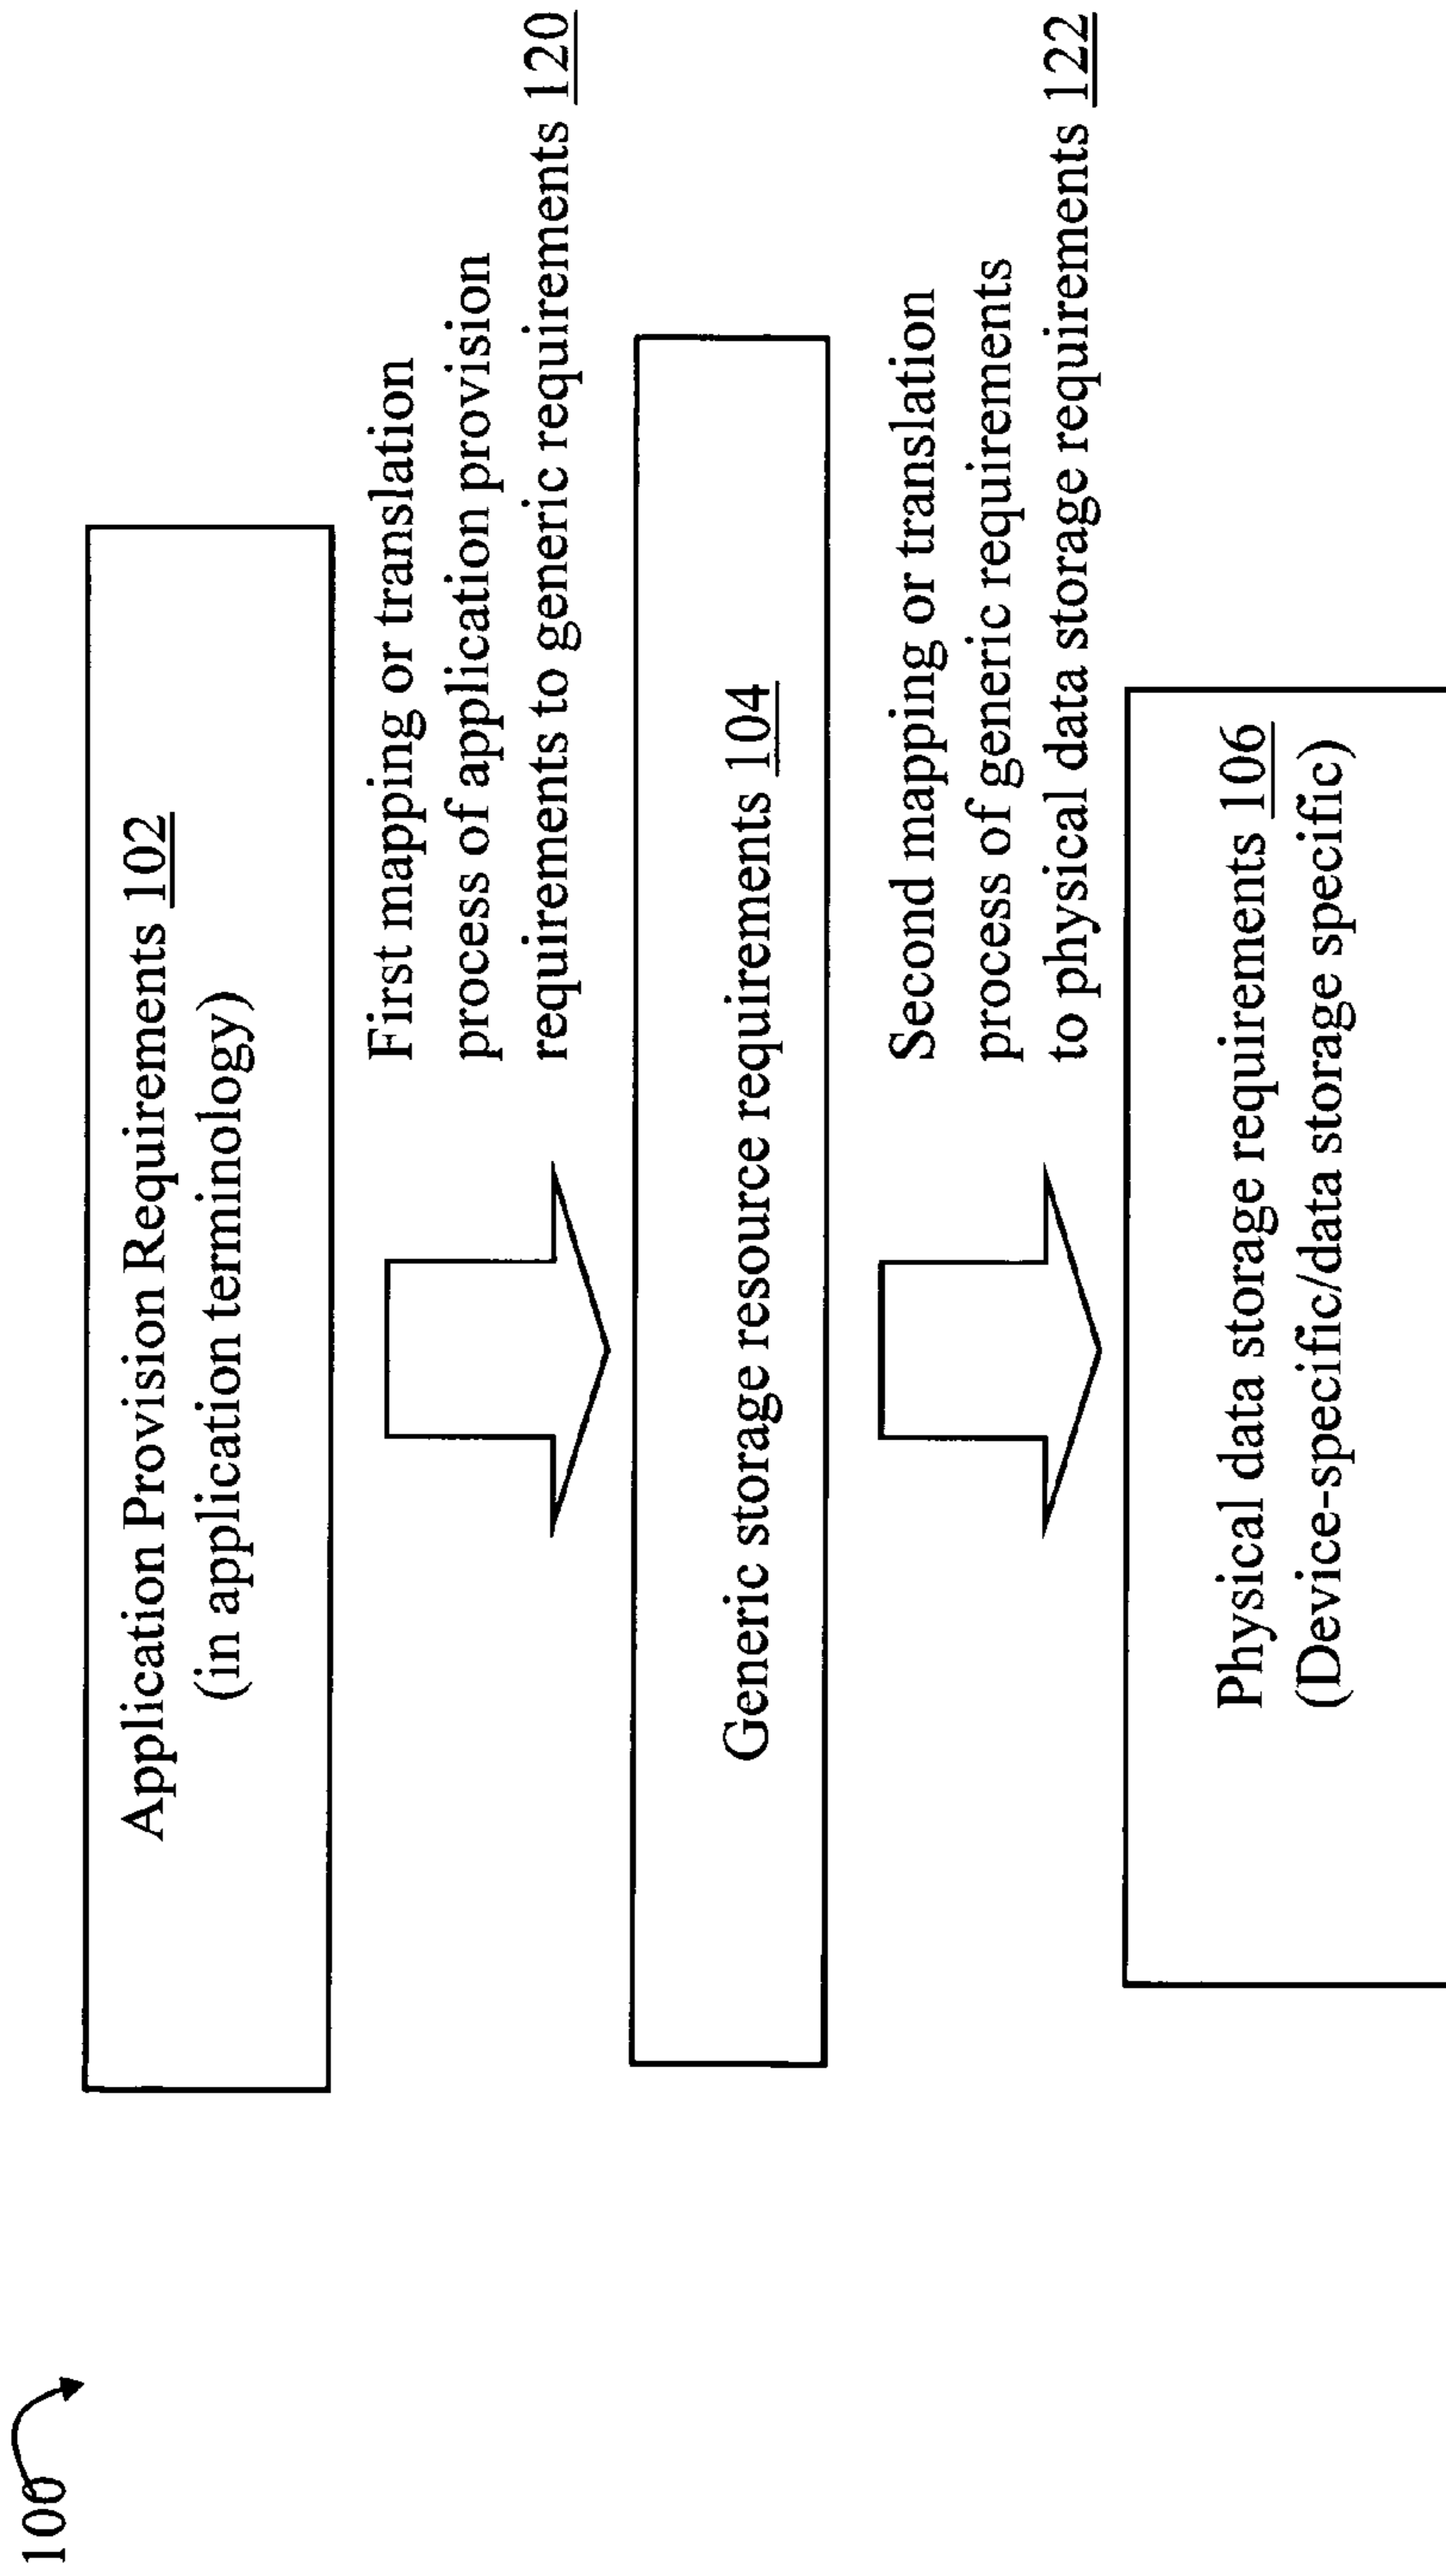 100
Application Provision Requirements 102
(in application terminology)
First mapping or translation
process of application provision
requirements to generic requirements 120
Generic storage resource requirements 104
Second mapping or translation
process of generic requirements
to physical data storage requirements 122
Physical data storage requirements 106
(Device-specific/data storage specific)